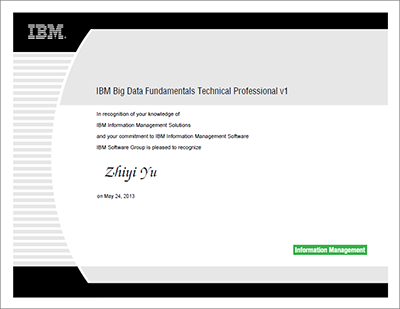 IBM.
IBM Big Data Fundamentals Technical Professional v1
In recognition of your knowledge of
IBM Information Management Solutions
and your commitment to IBM Information Management Software
IBM Software Group is pleased to recognize
Zhiyi Yu
on May 24, 2013
Information Management